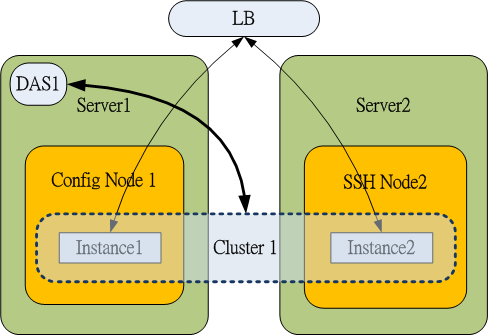 LB
DAS1
Server1
Server2
Config Node 1
SSH Node2
Instance1
Cluster 1
Instance2